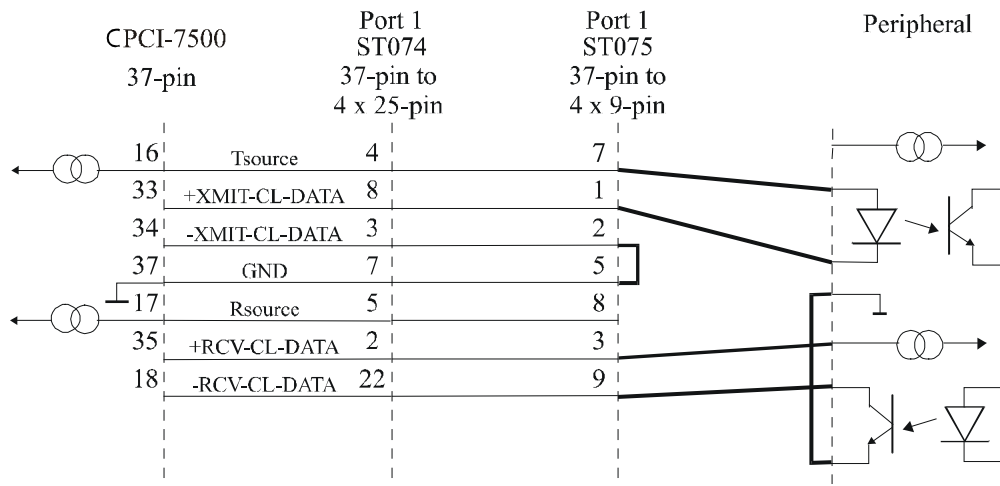 CPCI-7500
37-pin
Port 1
ST074
37-pin to
4 x 25-pin
Port 1
ST075
37-pin to
4 x 9-pin
Peripheral
16 Tsource 4 7
33 +XMIT-CL-DATA 8 1
34 -XMIT-CL-DATA 3 2
37 GND 7 5
17 Rsource 5 8
35 +RCV-CL-DATA 2 3
18 -RCV-CL-DATA 22 9